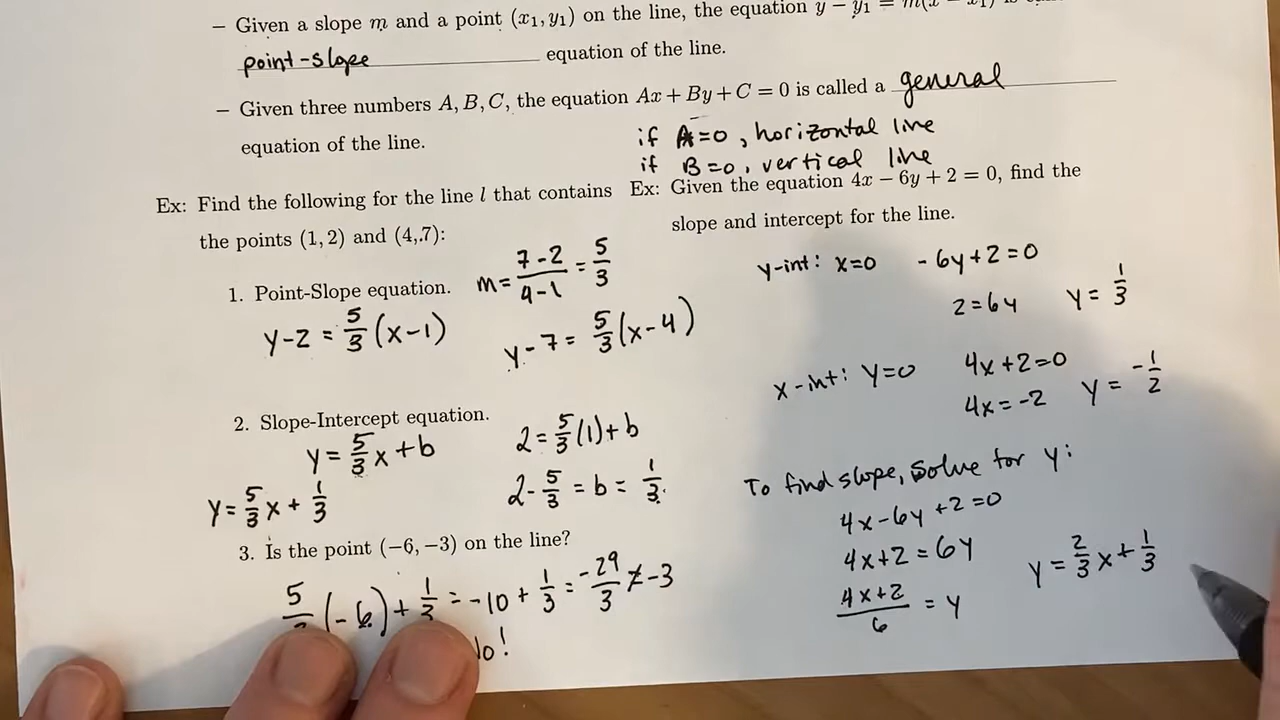 – Given a slope m and a point (x₁, y₁) on the line, the equation y − y₁ = m(x − x₁) is
point-slope equation of the line.
– Given three numbers A, B, C, the equation Ax + By + C = 0 is called a general
equation of the line.
if A=0, horizontal line
if B=0, vertical line
Ex: Find the following for the line l that contains
the points (1, 2) and (4, 7):
m = (7-2)/(4-1) = 5/3
1. Point-Slope equation.
y-2 = 5/3 (x-1)
y-7 = 5/3 (x-4)
2. Slope-Intercept equation.
y = 5/3 x + b
2 = 5/3 (1) + b
2 - 5/3 = b = 1/3.
y = 5/3 x + 1/3
3. Is the point (−6, −3) on the line?
5/ (-6) + 1/3 = -10 + 1/3 = -29/3 ≠ -3
No!
Ex: Given the equation 4x − 6y + 2 = 0, find the
slope and intercept for the line.
y-int: x=0 -6y+2=0
2=6y y = 1/3
x-int: y=0 4x+2=0
4x=-2 y = -1/2
To find slope, solve for y:
4x-6y+2=0
4x+2=6y
(4x+2)/6 = y
y = 2/3 x + 1/3